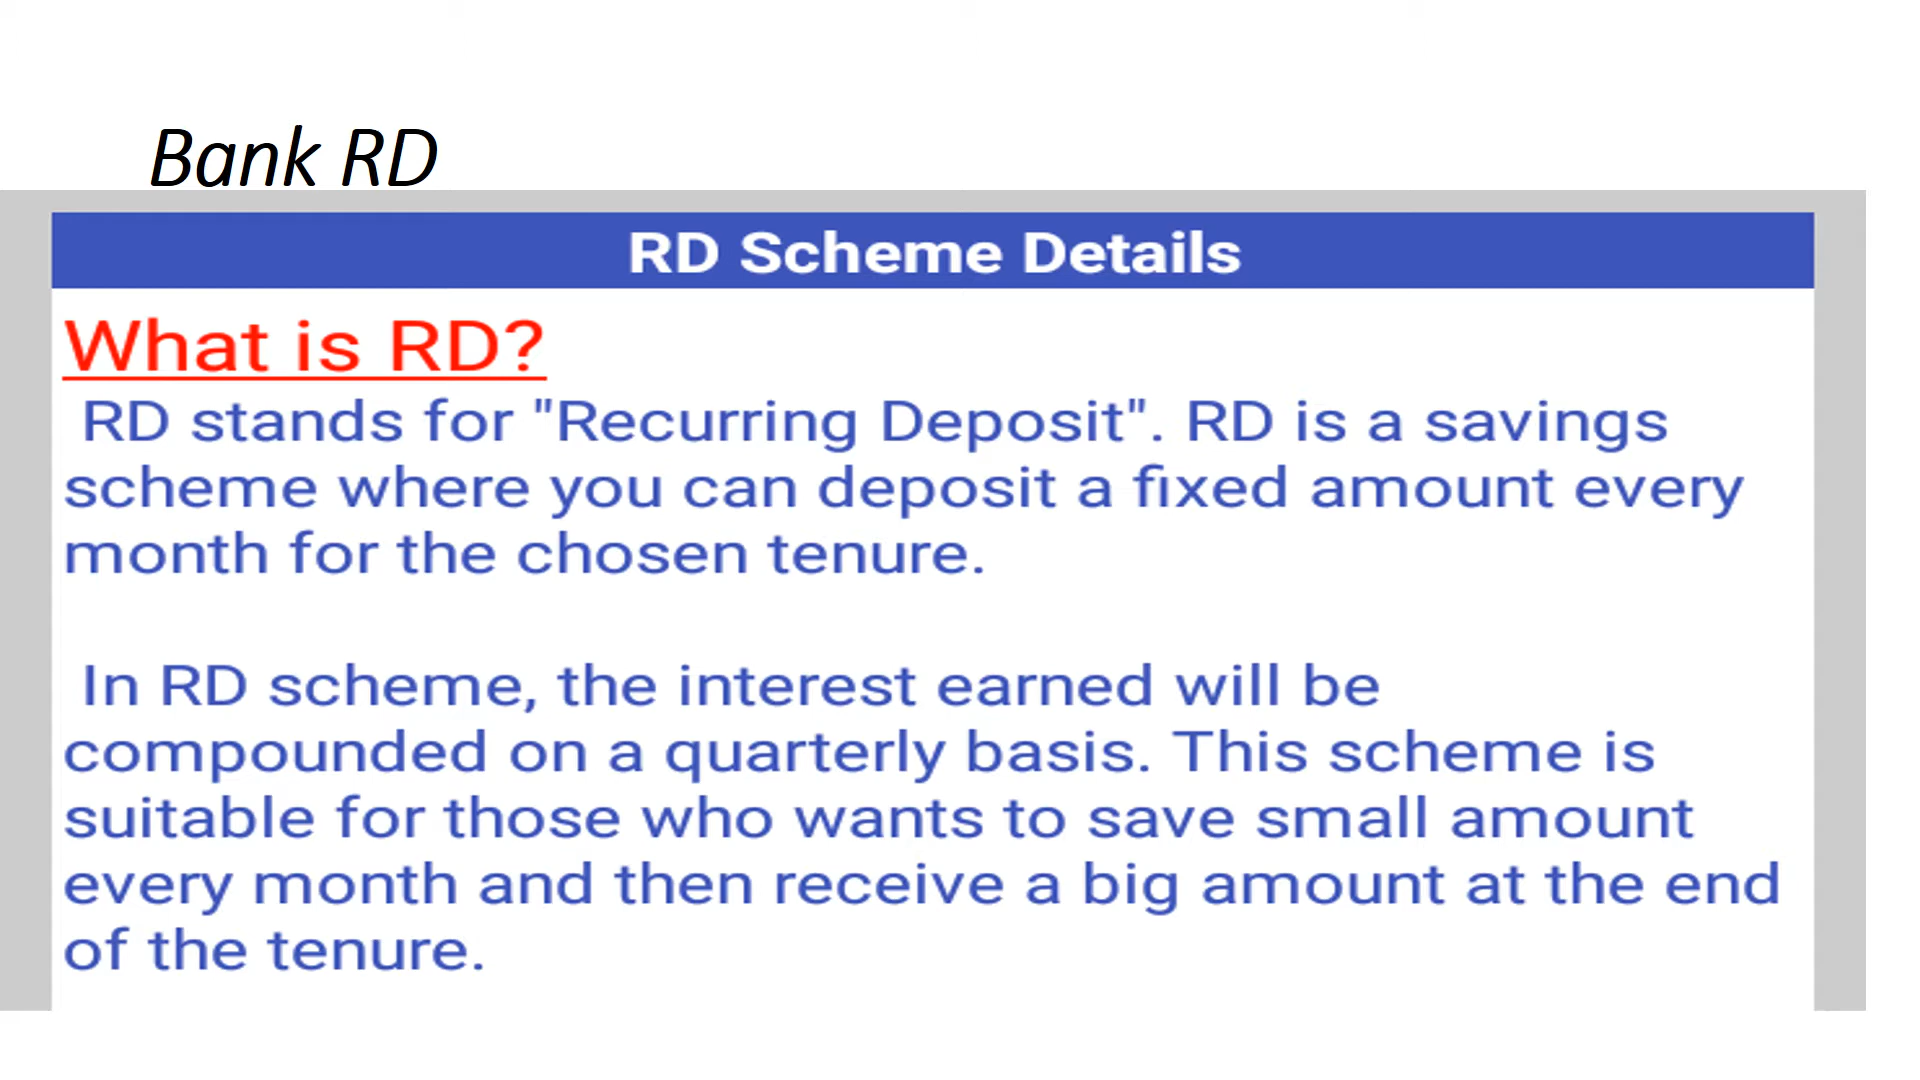 Bank RD
RD Scheme Details
What is RD?
RD stands for "Recurring Deposit". RD is a savings
scheme where you can deposit a fixed amount every
month for the chosen tenure.
In RD scheme, the interest earned will be
compounded on a quarterly basis. This scheme is
suitable for those who wants to save small amount
every month and then receive a big amount at the end
of the tenure.